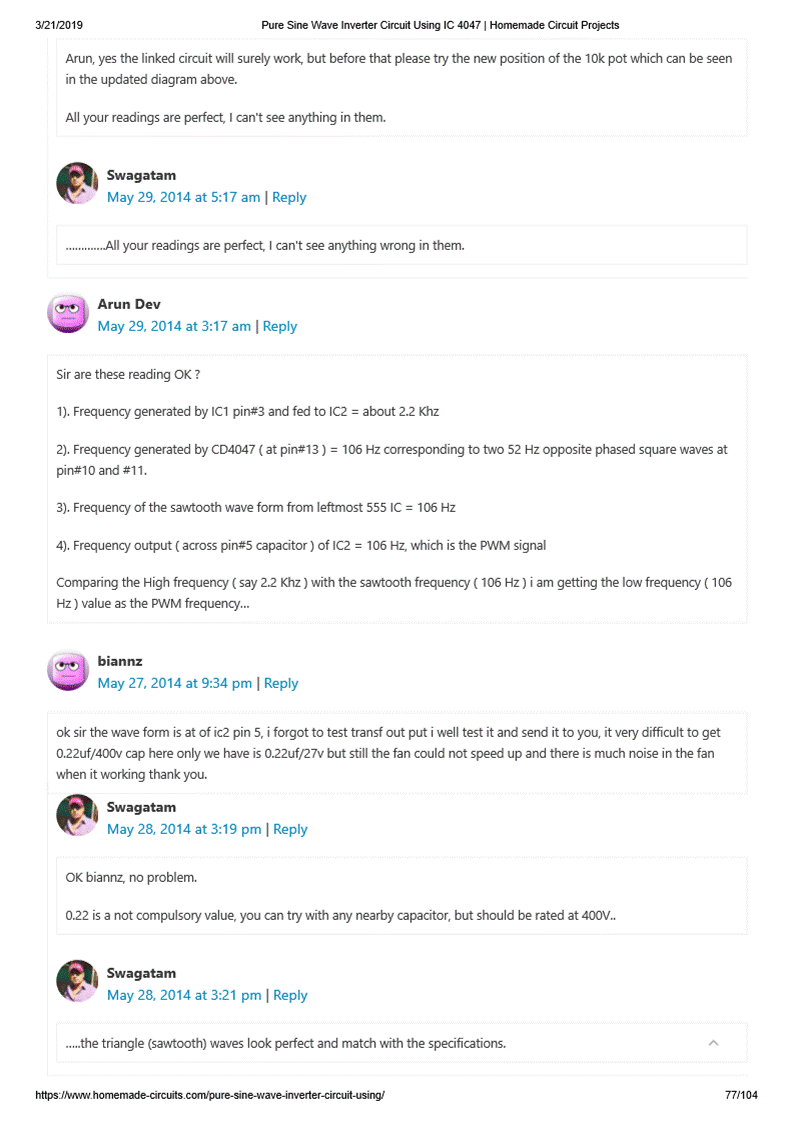 3/21/2019
Pure Sine Wave Inverter Circuit Using IC 4047 | Homemade Circuit Projects
Arun, yes the linked circuit will surely work, but before that please try the new position of the 10k pot which can be seen
in the updated diagram above.
All your readings are perfect, I can't see anything in them.
Swagatam
May 29, 2014 at 5:17 am | Reply
.............All your readings are perfect, I can't see anything wrong in them.
Arun Dev
May 29, 2014 at 3:17 am | Reply
Sir are these reading OK ?
1). Frequency generated by IC1 pin#3 and fed to IC2 = about 2.2 Khz
2). Frequency generated by CD4047 ( at pin#13 ) = 106 Hz corresponding to two 52 Hz opposite phased square waves at
pin#10 and #11.
3). Frequency of the sawtooth wave form from leftmost 555 IC = 106 Hz
4). Frequency output ( across pin#5 capacitor ) of IC2 = 106 Hz, which is the PWM signal
Comparing the High frequency ( say 2.2 Khz ) with the sawtooth frequency ( 106 Hz ) i am getting the low frequency ( 106
Hz ) value as the PWM frequency...
biannz
May 27, 2014 at 9:34 pm | Reply
ok sir the wave form is at of ic2 pin 5, i forgot to test transf out put i well test it and send it to you, it very difficult to get
0.22uf/400v cap here only we have is 0.22uf/27v but still the fan could not speed up and there is much noise in the fan
when it working thank you.
Swagatam
May 28, 2014 at 3:19 pm | Reply
OK biannz, no problem.
0.22 is a not compulsory value, you can try with any nearby capacitor, but should be rated at 400V..
Swagatam
May 28, 2014 at 3:21 pm | Reply
.....the triangle (sawtooth) waves look perfect and match with the specifications.
https://www.homemade-circuits.com/pure-sine-wave-inverter-circuit-using/
77/104